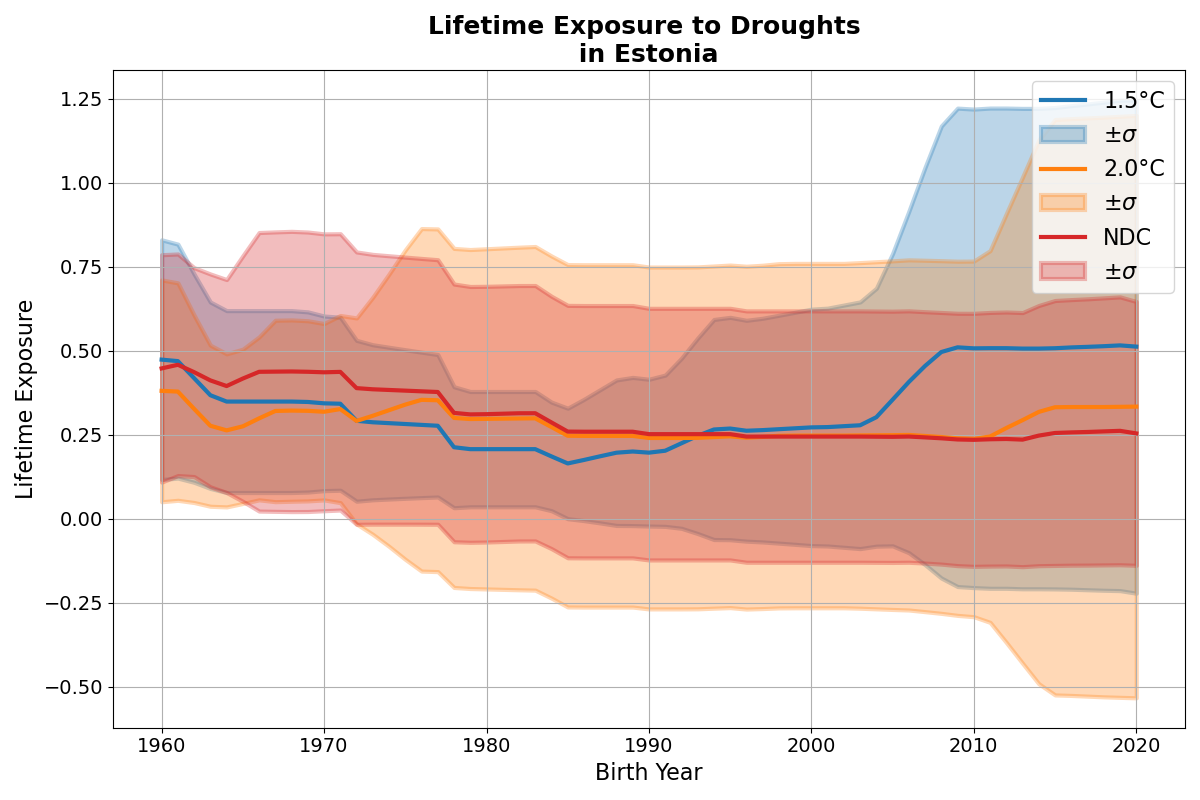 Lifetime Exposure to Droughts
in Estonia
1.25
1.00
0.75
0.50
0.25
0.00
−0.25
−0.50
Lifetime Exposure
1960
1970
1980
1990
2000
2010
2020
Birth Year
1.5°C
±σ
2.0°C
±σ
NDC
±σ